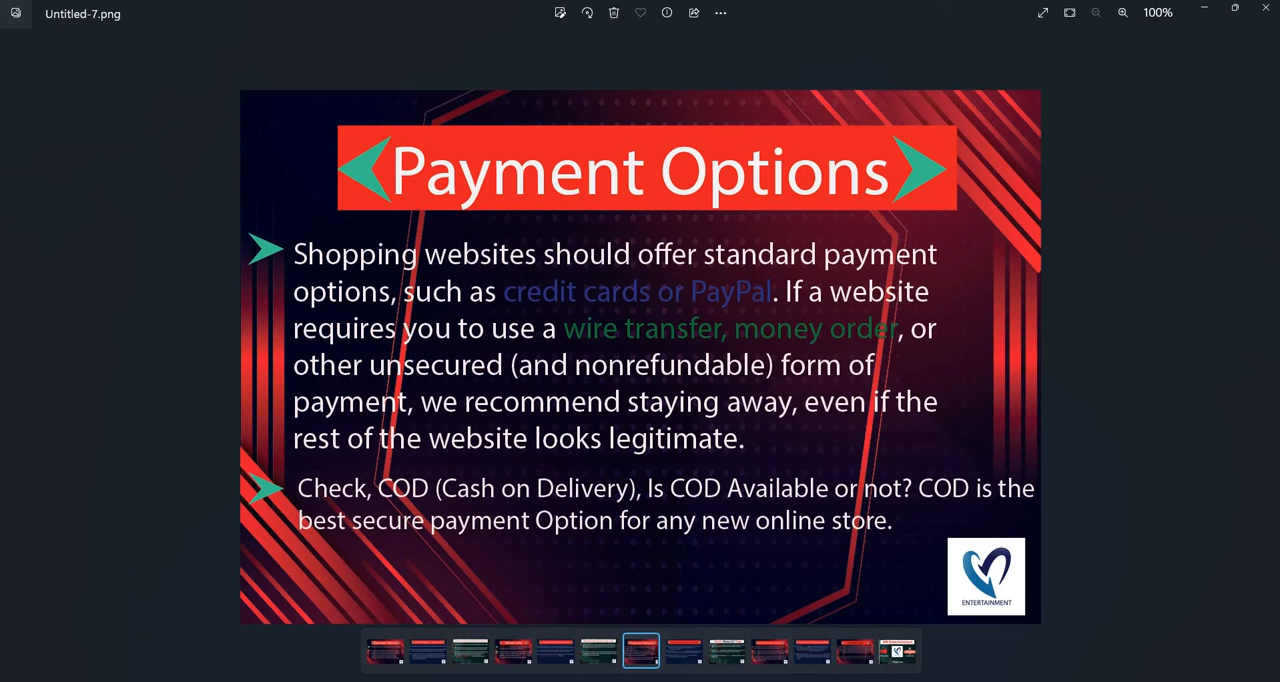 Untitled-7.png
100%
Payment Options
Shopping websites should offer standard payment
options, such as credit cards or PayPal. If a website
requires you to use a wire transfer, money order, or
other unsecured (and nonrefundable) form of
payment, we recommend staying away, even if the
rest of the website looks legitimate.
Check, COD (Cash on Delivery), Is COD Available or not? COD is the
best secure payment Option for any new online store.
ENTERTAINMENT